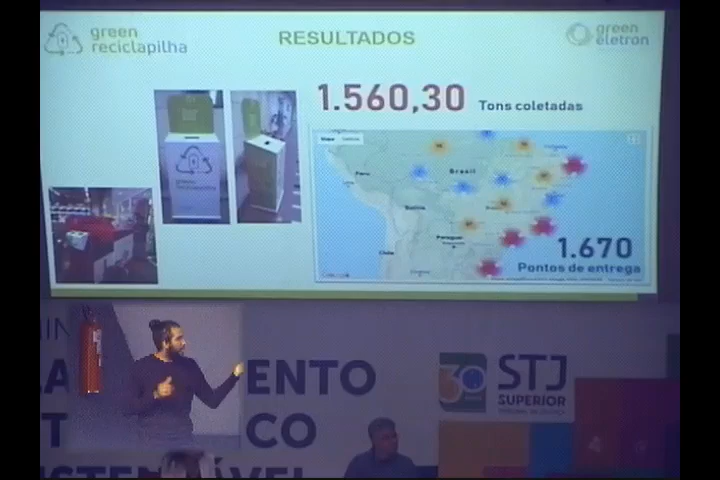 green
reciclapilha
RESULTADOS
green
eletron
1.560,30 Tons coletadas
Brasil
Peru
Bolivia
Paraguai
Chile
1.670
Pontos de entrega
ENTO
CO
30
STJ
SUPERIOR